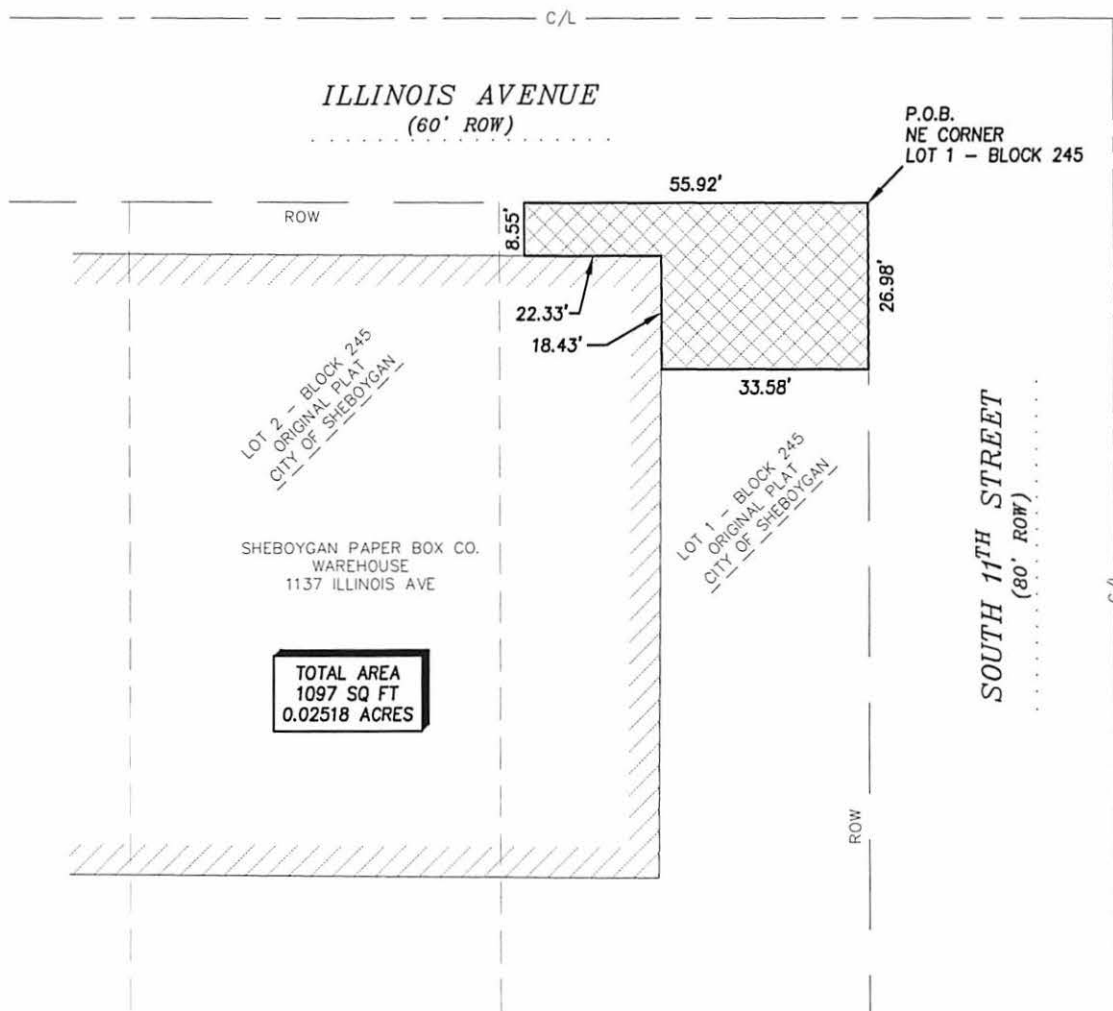 C/L
ILLINOIS AVENUE
(60' ROW)
P.O.B.
NE CORNER
LOT 1 - BLOCK 245
55.92'
ROW
8.55'
26.98'
22.33'
18.43'
33.58'
LOT 2 - BLOCK 245
ORIGINAL PLAT
CITY OF SHEBOYGAN
LOT 1 - BLOCK 245
ORIGINAL PLAT
CITY OF SHEBOYGAN
SOUTH 11TH STREET
(80' ROW)
C/L
SHEBOYGAN PAPER BOX CO.
WAREHOUSE
1137 ILLINOIS AVE
TOTAL AREA
1097 SQ FT
0.02518 ACRES
ROW